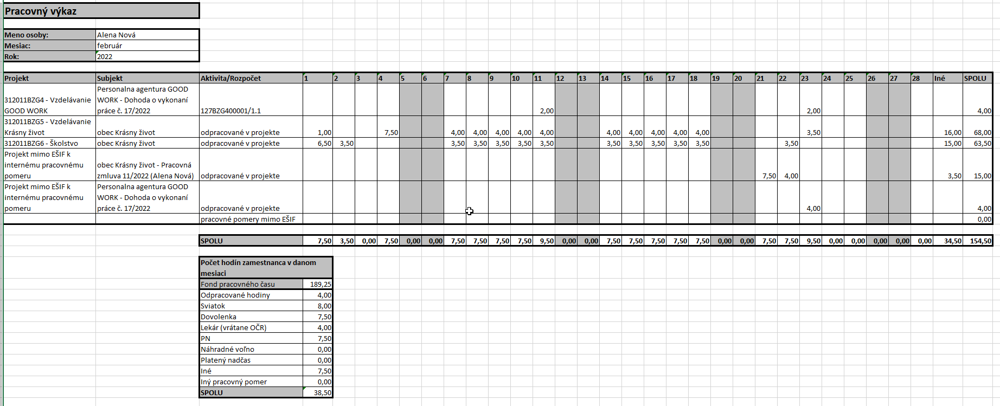 Pracovný výkaz
Meno osoby: Alena Nová
Mesiac: február
Rok: 2022
Projekt Subjekt Aktivita/Rozpočet 1 2 3 4 5 6 7 8 9 10 11 12 13 14 15 16 17 18 19 20 21 22 23 24 25 26 27 28 Iné SPOLU
Personalna agentura GOOD
312011BZG4 - Vzdelávanie WORK - Dohoda o vykonaní
GOOD WORK práce č. 17/2022 127BZG400001/1.1 2,00 2,00 4,00
312011BZG5 - Vzdelávanie
Krásny život obec Krásny život odpracované v projekte 1,00 7,50 4,00 4,00 4,00 4,00 4,00 4,00 4,00 4,00 4,00 4,00 3,50 16,00 68,00
312011BZG6 - Školstvo obec Krásny život odpracované v projekte 6,50 3,50 3,50 3,50 3,50 3,50 3,50 3,50 3,50 3,50 3,50 3,50 3,50 15,00 63,50
Projekt mimo EŠIF k
internému pracovnému obec Krásny život - Pracovná
pomeru zmluva 11/2022 (Alena Nová) odpracované v projekte 7,50 4,00 3,50 15,00
Projekt mimo EŠIF k Personalna agentura GOOD
internému pracovnému WORK - Dohoda o vykonaní
pomeru práce č. 17/2022 odpracované v projekte 4,00 4,00
pracovné pomery mimo EŠIF 0,00
SPOLU 7,50 3,50 0,00 7,50 0,00 0,00 7,50 7,50 7,50 7,50 9,50 0,00 0,00 7,50 7,50 7,50 7,50 7,50 0,00 0,00 7,50 7,50 9,50 0,00 0,00 0,00 0,00 0,00 34,50 154,50
Počet hodín zamestnanca v danom
mesiaci
Fond pracovného času 189,25
Odpracované hodiny 4,00
Sviatok 8,00
Dovolenka 7,50
Lekár (vrátane OČR) 4,00
PN 7,50
Náhradné voľno 0,00
Platený nadčas 0,00
Iné 7,50
Iný pracovný pomer 0,00
SPOLU 38,50